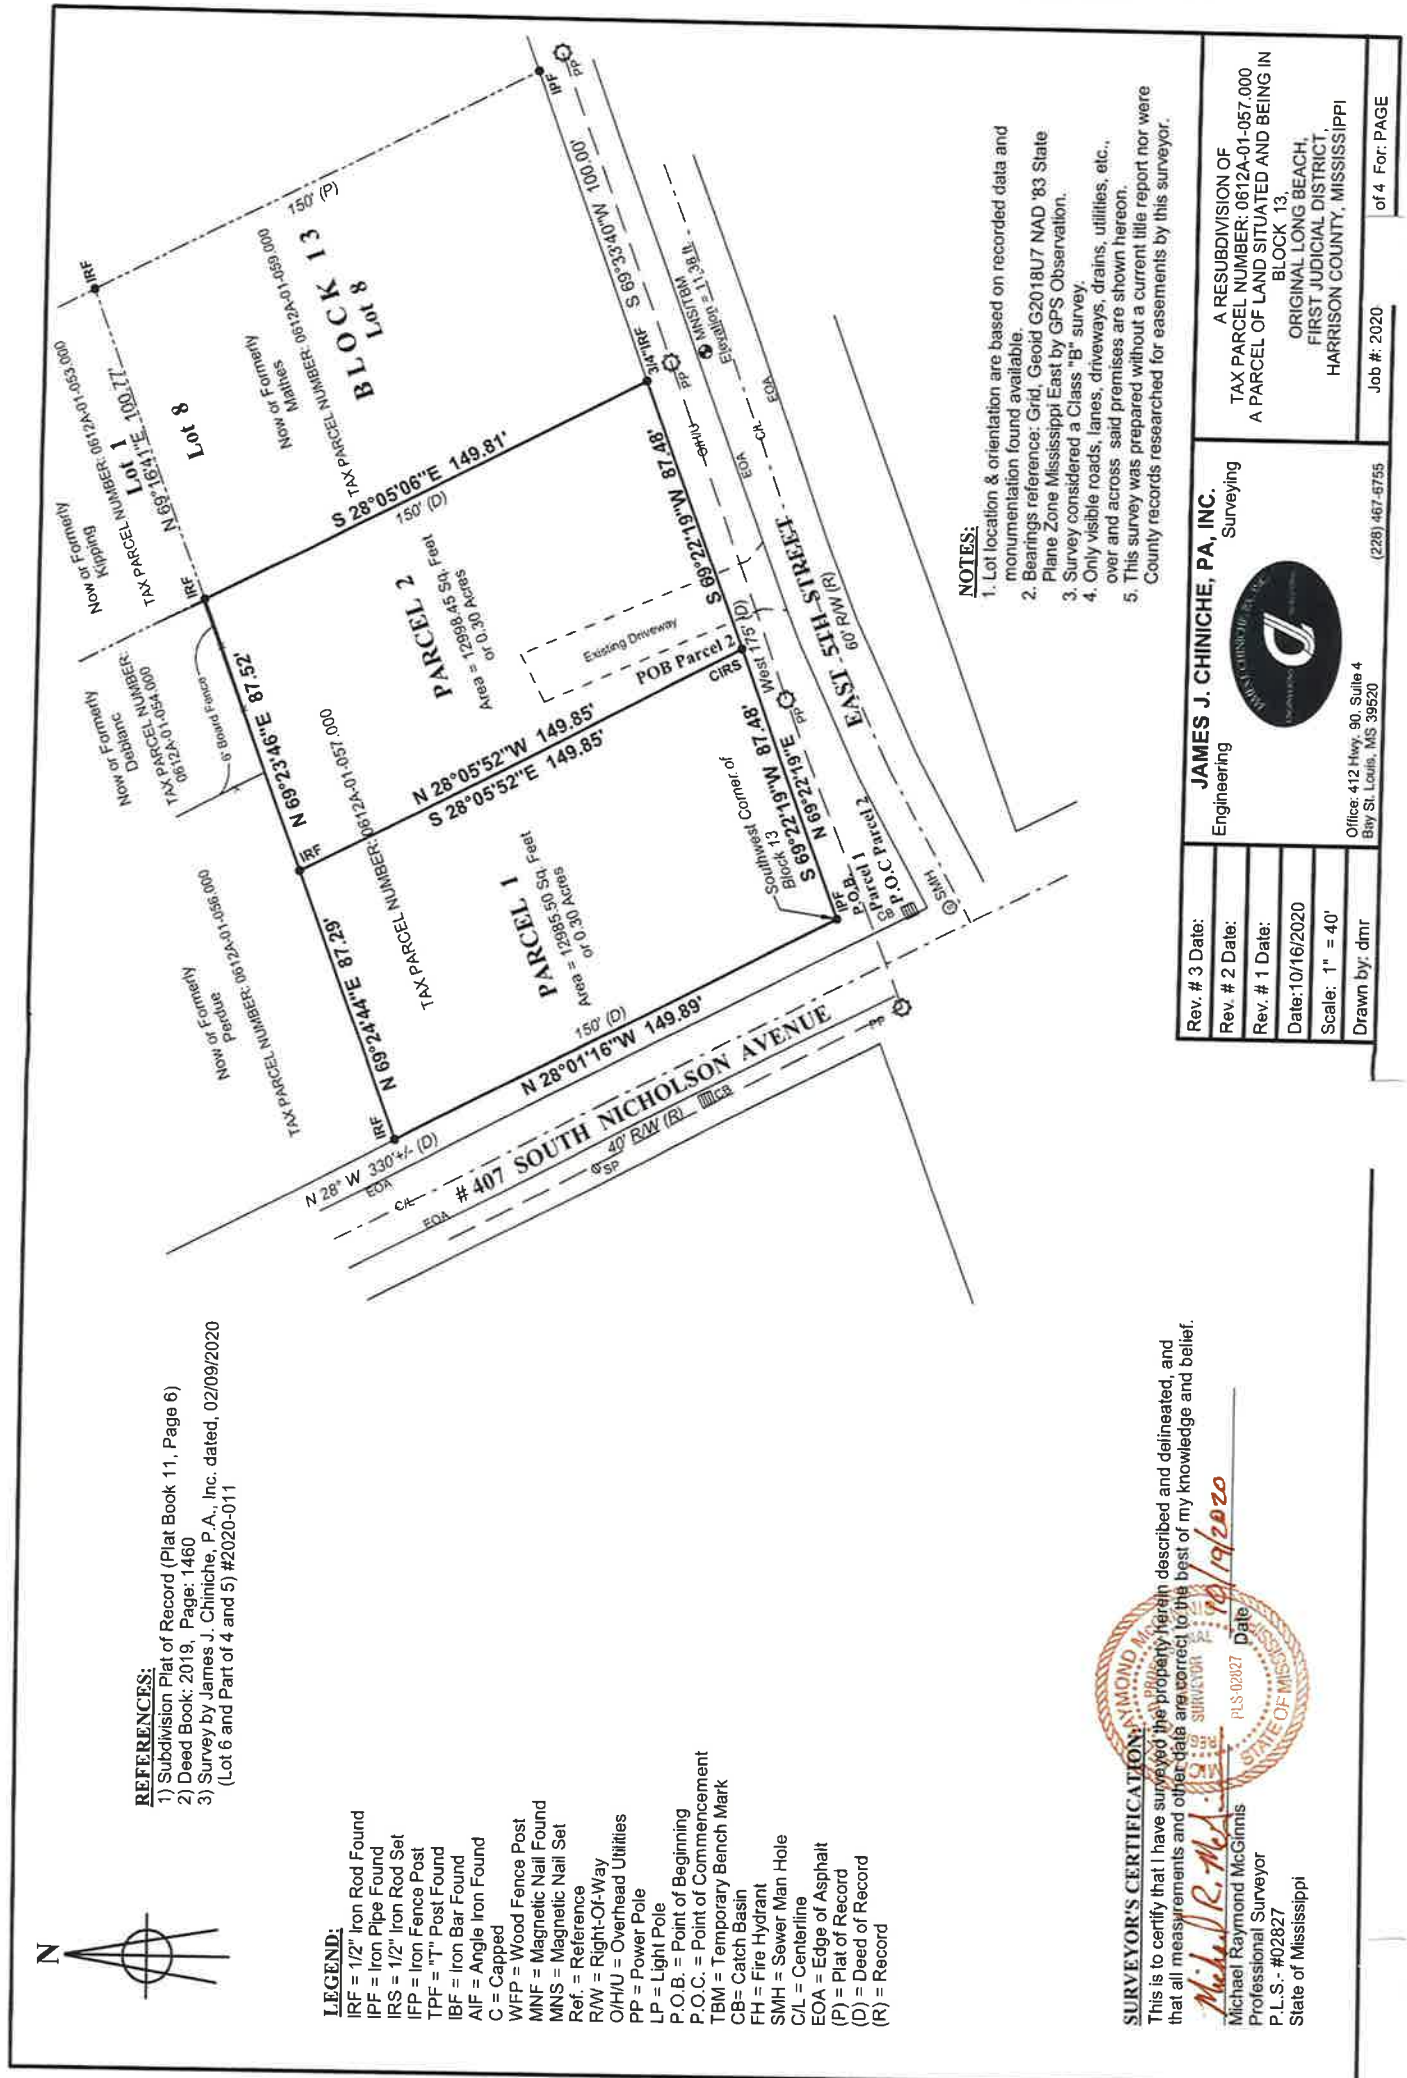 N
REFERENCES:
1) Subdivision Plat of Record (Plat Book 11, Page 6)
2) Deed Book: 2019, Page: 1460
3) Survey by James J. Chiniche, P.A., Inc. dated, 02/09/2020
(Lot 6 and Part of 4 and 5) #2020-011
LEGEND:
IRF = 1/2" Iron Rod Found
IPF = Iron Pipe Found
IRS = 1/2" Iron Rod Set
IFP = Iron Fence Post
TPF = "T" Post Found
IBF = Iron Bar Found
AIF = Angle Iron Found
C = Capped
WFP = Wood Fence Post
MNF = Magnetic Nail Found
MNS = Magnetic Nail Set
Ref. = Reference
R/W = Right-Of-Way
O/H/U = Overhead Utilities
PP = Power Pole
LP = Light Pole
P.O.B. = Point of Beginning
P.O.C. = Point of Commencement
TBM = Temporary Bench Mark
CB= Catch Basin
FH = Fire Hydrant
SMH = Sewer Man Hole
C/L = Centerline
EOA = Edge of Asphalt
(P) = Plat of Record
(D) = Deed of Record
(R) = Record
SURVEYOR'S CERTIFICATION:
This is to certify that I have surveyed the property herein described and delineated, and
that all measurements and other data are correct to the best of my knowledge and belief.
Michael R. McG
10/19/2020
Michael Raymond McGinnis
Date
Professional Surveyor
P.L.S.- #02827
State of Mississippi
SURVEYOR
PLS-02827
STATE OF MISSISSIPPI
Now or Formerly
Perdue
TAX PARCEL NUMBER: 0612A-01-056.000
Now or Formerly
Deblanc
TAX PARCEL NUMBER:
0612A-01-054.000
6' Board Fence
Now or Formerly
Kipping
TAX PARCEL NUMBER: 0612A-01-053.000
Lot 1
N 69°16'41"E 100.77'
IRF
Lot 8
Now or Formerly
Mathes
TAX PARCEL NUMBER: 0612A-01-059.000
BLOCK 13
Lot 8
150' (P)
IPF
PP
S 69°33'40"W 100.00'
3/4"IRF
IRF
N 69°24'44"E 87.29'
IRF
N 69°23'46"E 87.52'
IRF
S 28°05'06"E 149.81'
150' (D)
PARCEL 2
Area = 12998.45 Sq. Feet
or 0.30 Acres
Existing Driveway
POB Parcel 2
CIRS
N 28°05'52"W 149.85'
S 28°05'52"E 149.85'
TAX PARCEL NUMBER: 0612A-01-057.000
PARCEL 1
Area = 12985.50 Sq. Feet
or 0.30 Acres
150' (D)
N 28°01'16"W 149.89'
Southwest Corner of
Block 13
S 69°22'19"W 87.48'
S 69°22'19"W 87.48'
N 69°22'19"E
West 175' (D)
PP
IPF
P.O.B.
Parcel 1
P.O.C Parcel 2
CB
S
SMH
N 28° W 330'+/- (D)
EOA
C/L
EOA
# 407 SOUTH NICHOLSON AVENUE
40' R/W (R)
SP
CB
PP
EAST 5TH STREET
60' R/W (R)
EOA
C/L
EOA
O/H/U
PP
MNS/TBM
Elevation = 11.38 ft.
NOTES:
1. Lot location & orientation are based on recorded data and
monumentation found available.
2. Bearings reference: Grid, Geoid G2018U7 NAD '83 State
Plane Zone Mississippi East by GPS Observation.
3. Survey considered a Class "B" survey.
4. Only visible roads, lanes, driveways, drains, utilities, etc.,
over and across said premises are shown hereon.
5. This survey was prepared without a current title report nor were
County records researched for easements by this surveyor.
Rev. # 3 Date:
Rev. # 2 Date:
Rev. # 1 Date:
Date:10/16/2020
Scale: 1" = 40'
Drawn by: dmr
JAMES J. CHINICHE, PA, INC.
Engineering
Surveying
Office: 412 Hwy. 90. Suite 4
Bay St. Louis, MS 39520
(228) 467-6755
A RESUBDIVISION OF
TAX PARCEL NUMBER: 0612A-01-057.000
A PARCEL OF LAND SITUATED AND BEING IN
BLOCK 13,
ORIGINAL LONG BEACH,
FIRST JUDICIAL DISTRICT,
HARRISON COUNTY, MISSISSIPPI
Job #: 2020
of 4 For: PAGE